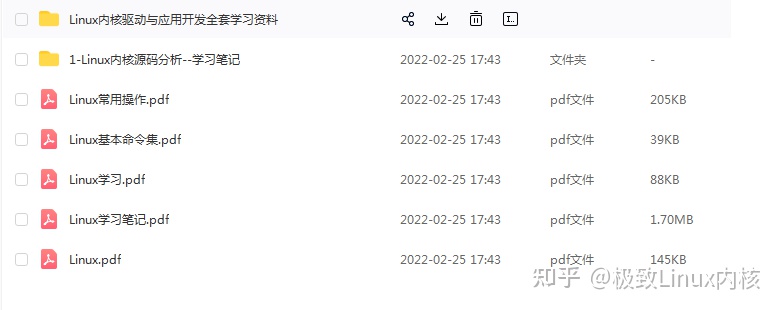 Linux内核驱动与应用开发全套学习资料
1-Linux内核源码分析--学习笔记 2022-02-25 17:43 文件夹 -
Linux常用操作.pdf 2022-02-25 17:43 pdf文件 205KB
Linux基本命令集.pdf 2022-02-25 17:43 pdf文件 39KB
Linux学习.pdf 2022-02-25 17:43 pdf文件 88KB
Linux学习笔记.pdf 2022-02-25 17:43 pdf文件 1.70MB
Linux.pdf 2022-02-25 17:43 pdf文件 145KB
知乎 @极致Linux内核